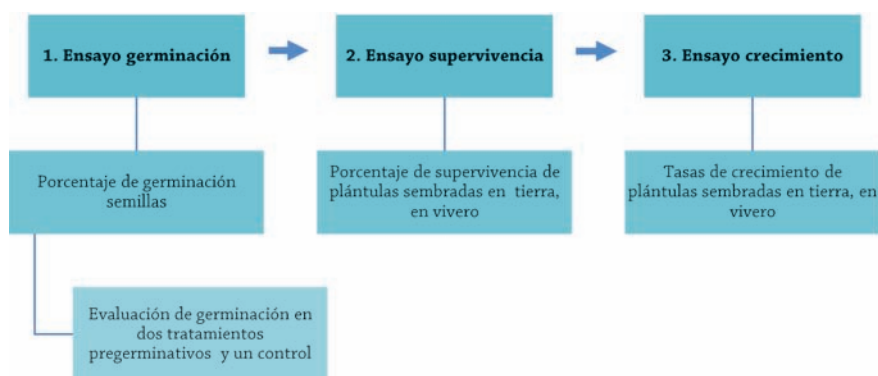 1. Ensayo germinación
2. Ensayo supervivencia
3. Ensayo crecimiento
Porcentaje de germinación
semillas
Porcentaje de supervivencia de
plántulas sembradas en tierra,
en vivero
Tasas de crecimiento de
plántulas sembradas en tierra, en
vivero
Evaluación de germinación en
dos tratamientos
pregerminativos y un control